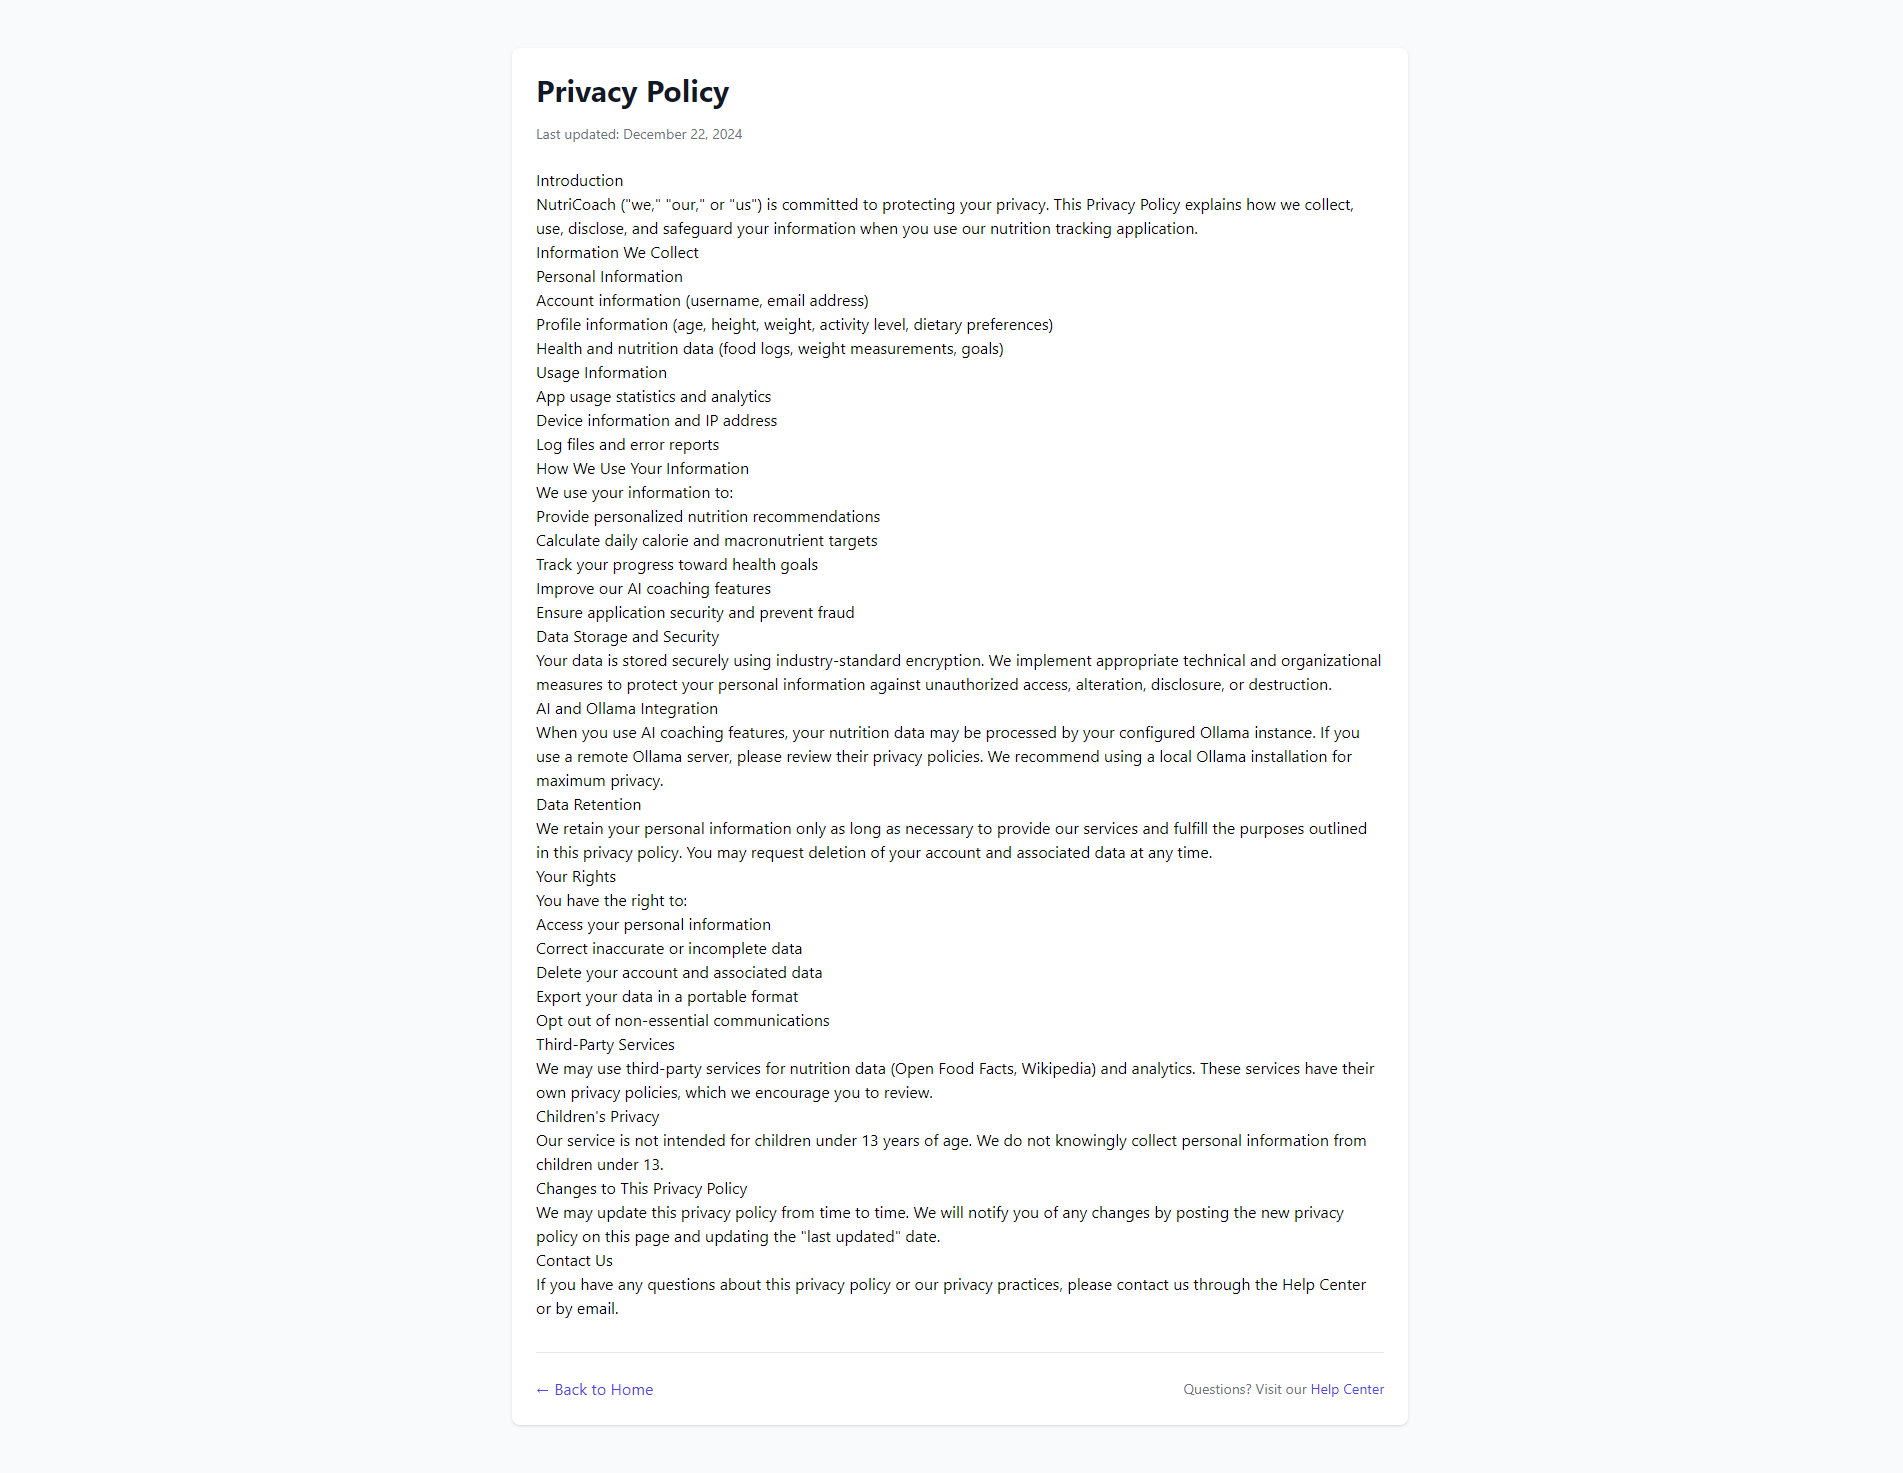 Privacy Policy
Last updated: December 22, 2024
Introduction
NutriCoach ("we," "our," or "us") is committed to protecting your privacy. This Privacy Policy explains how we collect,
use, disclose, and safeguard your information when you use our nutrition tracking application.
Information We Collect
Personal Information
Account information (username, email address)
Profile information (age, height, weight, activity level, dietary preferences)
Health and nutrition data (food logs, weight measurements, goals)
Usage Information
App usage statistics and analytics
Device information and IP address
Log files and error reports
How We Use Your Information
We use your information to:
Provide personalized nutrition recommendations
Calculate daily calorie and macronutrient targets
Track your progress toward health goals
Improve our AI coaching features
Ensure application security and prevent fraud
Data Storage and Security
Your data is stored securely using industry-standard encryption. We implement appropriate technical and organizational
measures to protect your personal information against unauthorized access, alteration, disclosure, or destruction.
AI and Ollama Integration
When you use AI coaching features, your nutrition data may be processed by your configured Ollama instance. If you
use a remote Ollama server, please review their privacy policies. We recommend using a local Ollama installation for
maximum privacy.
Data Retention
We retain your personal information only as long as necessary to provide our services and fulfill the purposes outlined
in this privacy policy. You may request deletion of your account and associated data at any time.
Your Rights
You have the right to:
Access your personal information
Correct inaccurate or incomplete data
Delete your account and associated data
Export your data in a portable format
Opt out of non-essential communications
Third-Party Services
We may use third-party services for nutrition data (Open Food Facts, Wikipedia) and analytics. These services have their
own privacy policies, which we encourage you to review.
Children's Privacy
Our service is not intended for children under 13 years of age. We do not knowingly collect personal information from
children under 13.
Changes to This Privacy Policy
We may update this privacy policy from time to time. We will notify you of any changes by posting the new privacy
policy on this page and updating the "last updated" date.
Contact Us
If you have any questions about this privacy policy or our privacy practices, please contact us through the Help Center
or by email.
← Back to Home
Questions? Visit our Help Center